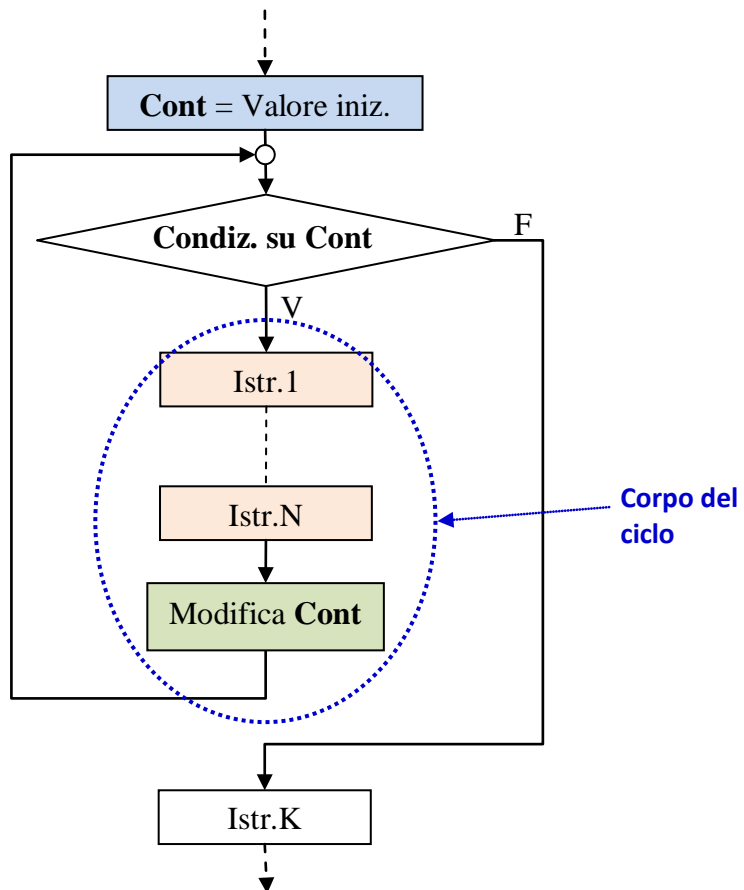 Cont = Valore iniz.
Condiz. su Cont
F
V
Istr.1
Istr.N
Corpo del
ciclo
Modifica Cont
Istr.K